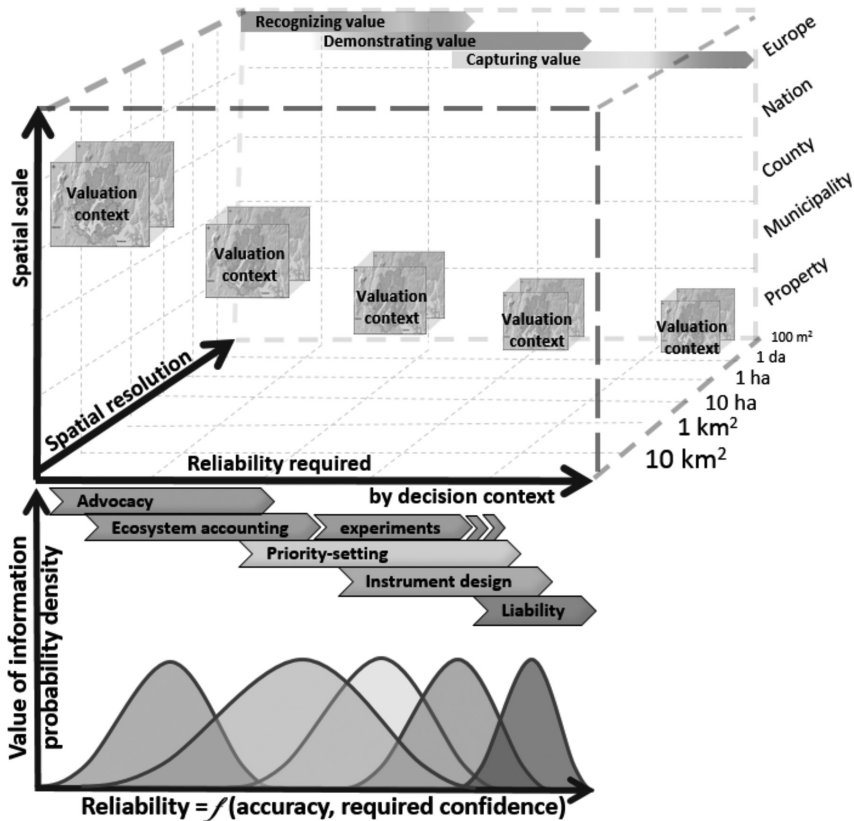 Recognizing value
Demonstrating value
Capturing value
Europe
Nation
County
Municipality
Property
Spatial scale
Valuation
context
Valuation
context
Valuation
context
Valuation
context
Valuation
context
Spatial resolution
100 m²
1 da
1 ha
10 ha
1 km²
10 km²
Reliability required
by decision context
Advocacy
Ecosystem accounting
experiments
Priority-setting
Instrument design
Liability
Value of information
probability density
Reliability = f (accuracy, required confidence)